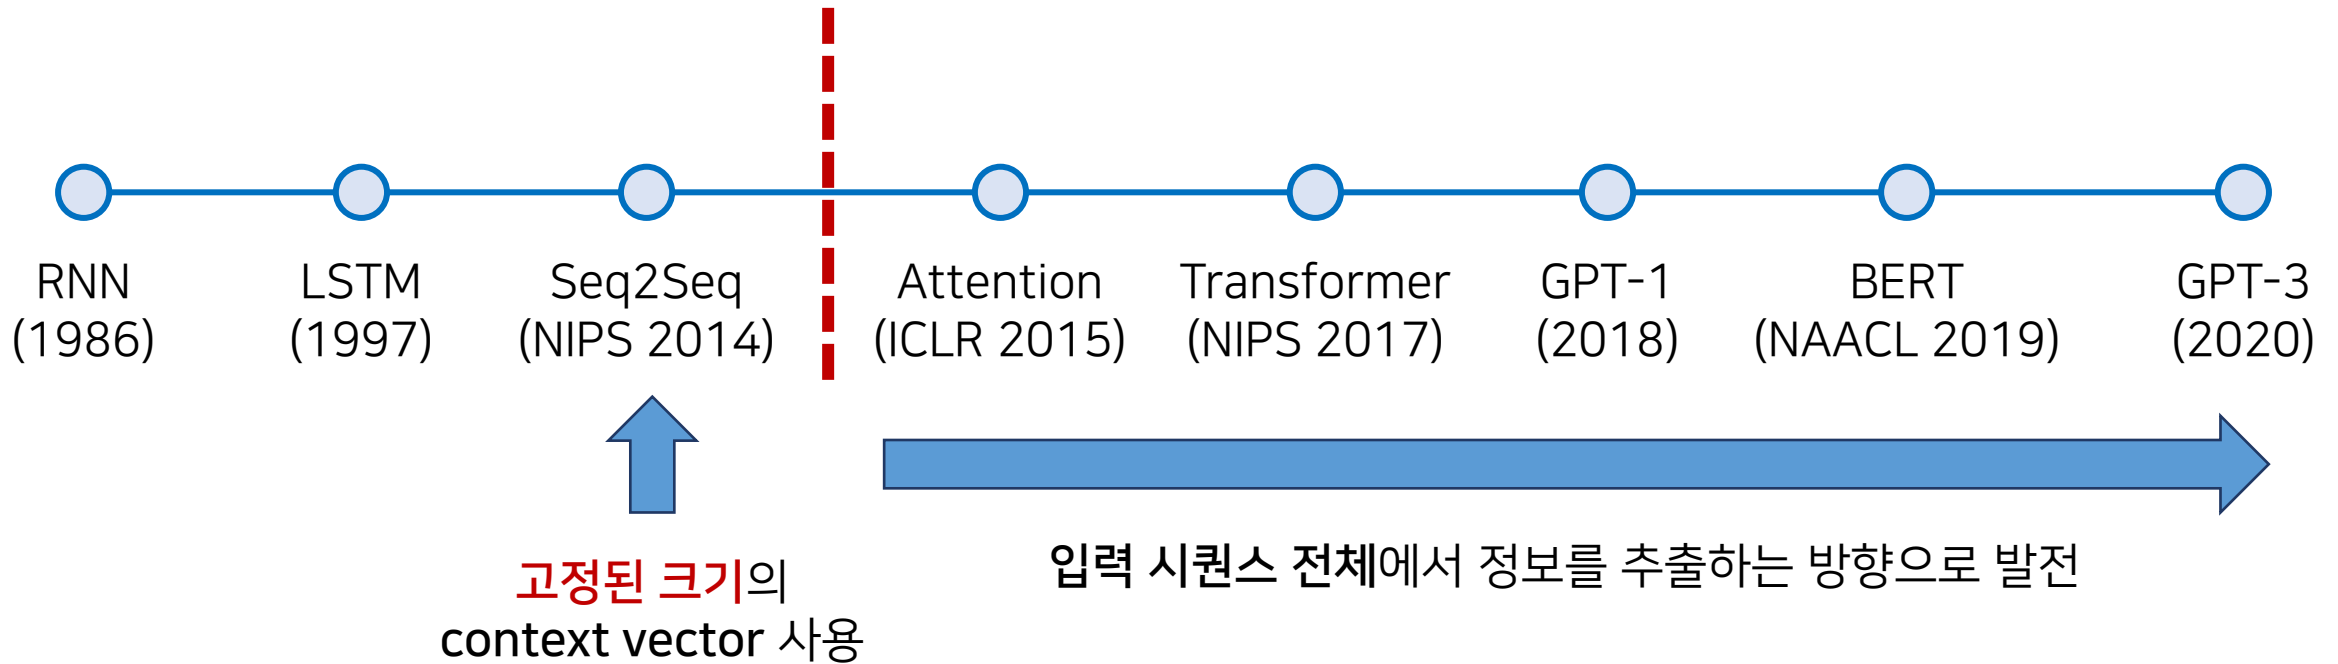 RNN
(1986)
LSTM
(1997)
Seq2Seq
(NIPS 2014)
Attention
(ICLR 2015)
Transformer
(NIPS 2017)
GPT-1
(2018)
BERT
(NAACL 2019)
GPT-3
(2020)
고정된 크기의
context vector 사용
입력 시퀀스 전체에서 정보를 추출하는 방향으로 발전